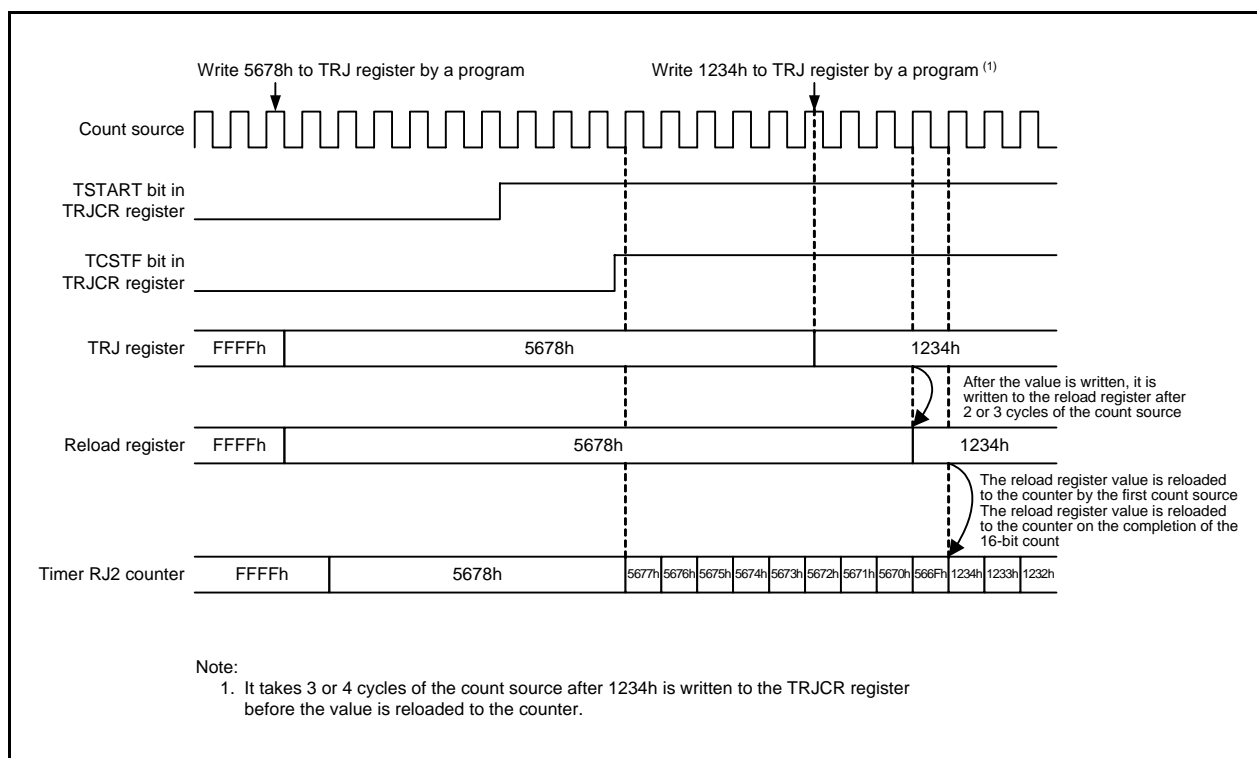 Write 5678h to TRJ register by a program
Write 1234h to TRJ register by a program (1)
Count source
TSTART bit in
TRJCR register
TCSTF bit in
TRJCR register
TRJ register
FFFFh
5678h
1234h
After the value is written, it is
written to the reload register after
2 or 3 cycles of the count source
Reload register
FFFFh
5678h
1234h
The reload register value is reloaded
to the counter by the first count source
The reload register value is reloaded
to the counter on the completion of the
16-bit count
Timer RJ2 counter
FFFFh
5678h
5677h 5676h 5675h 5674h 5673h 5672h 5671h 5670h 566Fh 1234h 1233h 1232h
Note:
1. It takes 3 or 4 cycles of the count source after 1234h is written to the TRJCR register
before the value is reloaded to the counter.